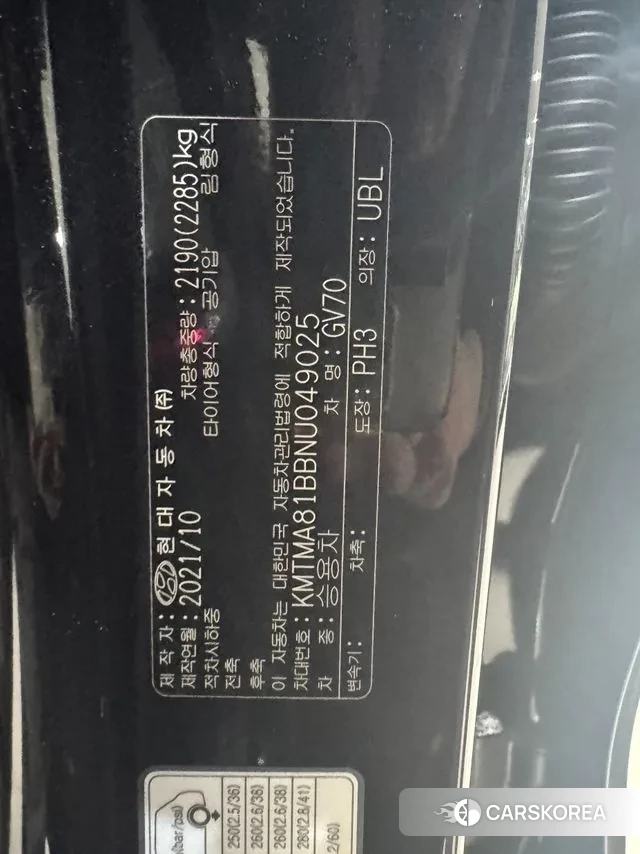 제 작 자 : 현 대 자 동 차 (주)
제작연월 : 2021/10 차량총중량 : 2190(2285)kg
적차시하중 타이어형식 공기압 림형식
전축
후축
이 자동차는 대한민국 자동차관리법령에 적합하게 제작되었습니다.
차대번호 : KMTMA81BBNU049025
차 종 : 승용차 차 명 : GV70
변속기 : 차축 : 도장 : PH3 의장 : UBL
(bar/psi)
250(2.5/36)
260(2.6/38)
260(2.6/38)
280(2.8/41)
2/60)
CARSKOREA